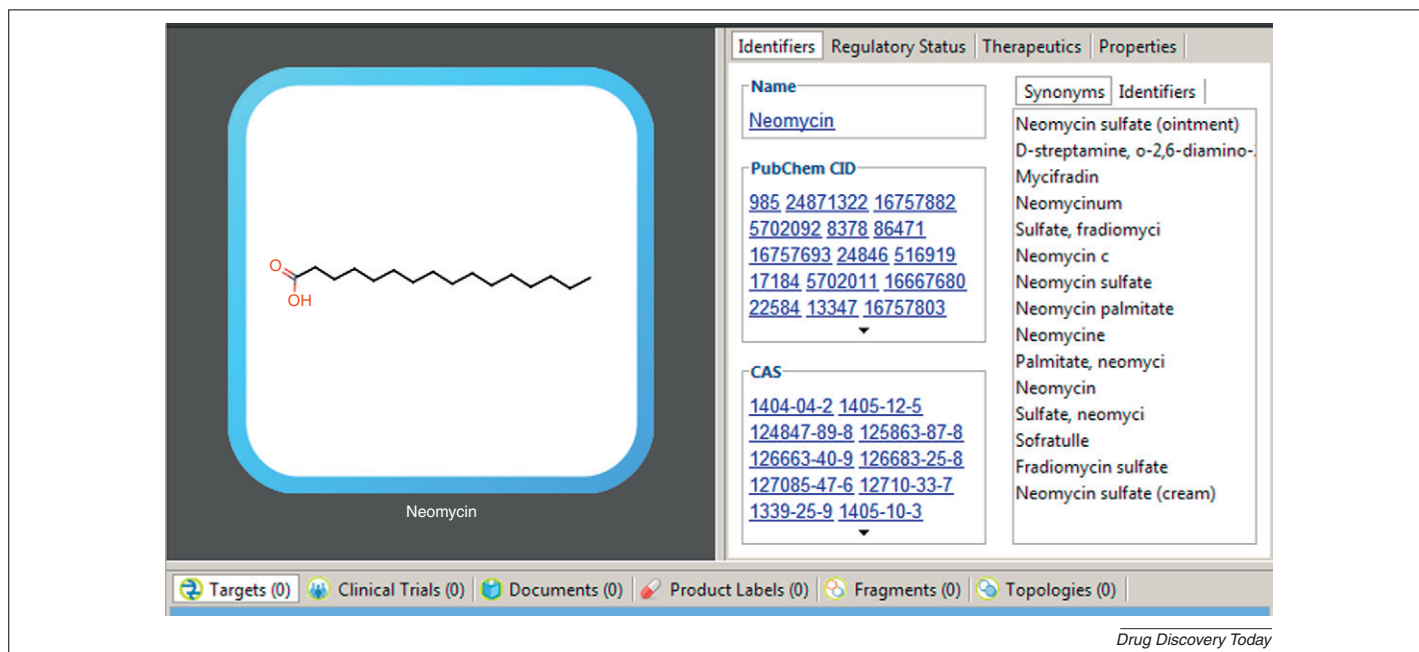 O
OH
Neomycin
Identifiers Regulatory Status Therapeutics Properties
Name
Neomycin
PubChem CID
985 24871322 16757882
5702092 8378 86471
16757693 24846 516919
17184 5702011 16667680
22584 13347 16757803
CAS
1404-04-2 1405-12-5
124847-89-8 125863-87-8
126663-40-9 126683-25-8
127085-47-6 12710-33-7
1339-25-9 1405-10-3
Synonyms Identifiers
Neomycin sulfate (ointment)
D-streptamine, o-2,6-diamino-
Mycifradin
Neomycinum
Sulfate, fradiomyci
Neomycin c
Neomycin sulfate
Neomycin palmitate
Neomycine
Palmitate, neomyci
Neomycin
Sulfate, neomyci
Sofratulle
Fradiomycin sulfate
Neomycin sulfate (cream)
Targets (0) Clinical Trials (0) Documents (0) Product Labels (0) Fragments (0) Topologies (0)
Drug Discovery Today